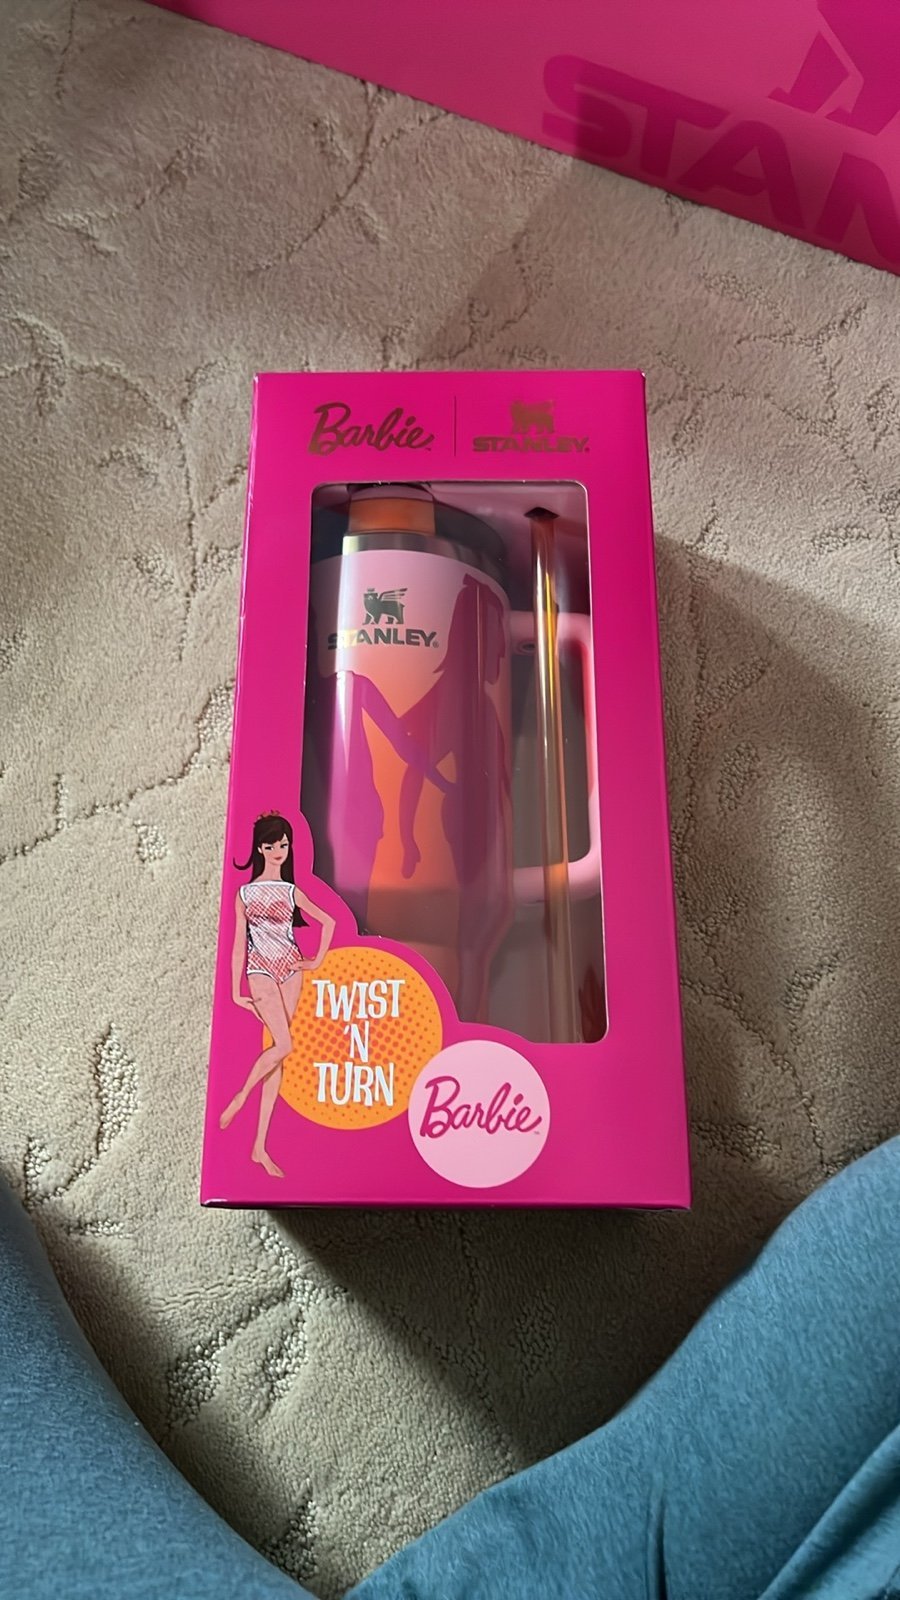 STAN
Barbie
STANLEY
STANLEY
TWIST
'N
TURN
Barbie